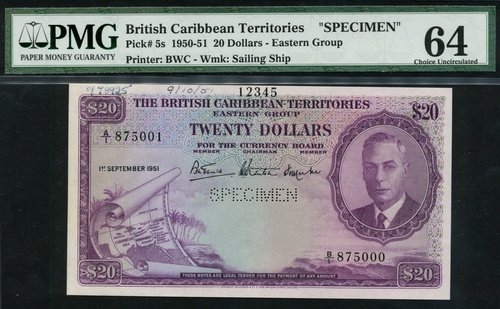 PMG
PAPER MONEY GUARANTY
British Caribbean Territories "SPECIMEN"
Pick# 5s 1950-51 20 Dollars - Eastern Group
Printer: BWC - Wmk: Sailing Ship
64
Choice Uncirculated
9/10/51
12345
$20
THE BRITISH CARIBBEAN TERRITORIES
EASTERN GROUP
$20
A/1 875001
TWENTY DOLLARS
FOR THE CURRENCY BOARD
MEMBER CHAIRMAN MEMBER
1ST SEPTEMBER 1951
SPECIMEN
B/1 875000
$20
THESE NOTES ARE LEGAL TENDER FOR THE PAYMENT OF ANY AMOUNT
$20